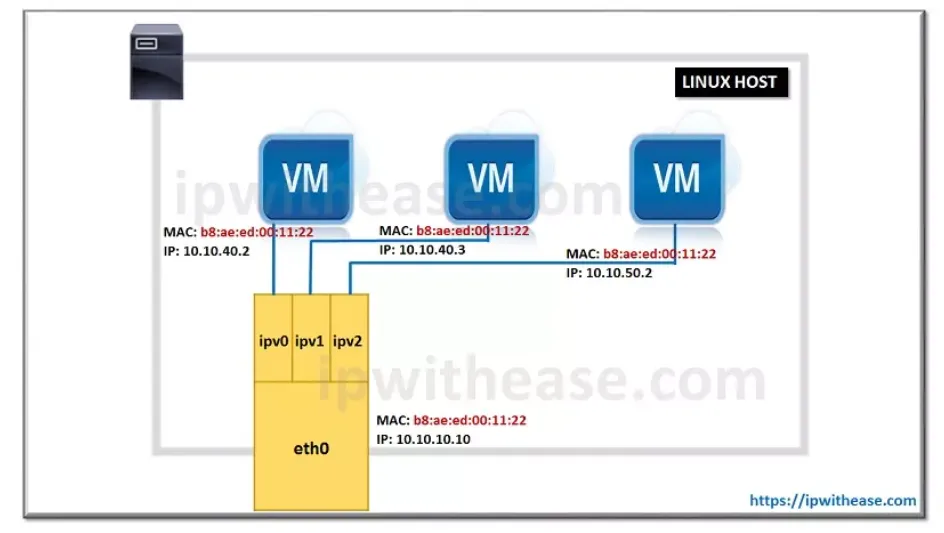 LINUX HOST
VM
VM
VM
ipwithease.com
MAC: b8:ae:ed:00:11:22
IP: 10.10.40.2
MAC: b8:ae:ed:00:11:22
IP: 10.10.40.3
MAC: b8:ae:ed:00:11:22
IP: 10.10.50.2
ipv0
ipv1
ipv2
ipwithease.com
MAC: b8:ae:ed:00:11:22
IP: 10.10.10.10
eth0
https://ipwithease.com